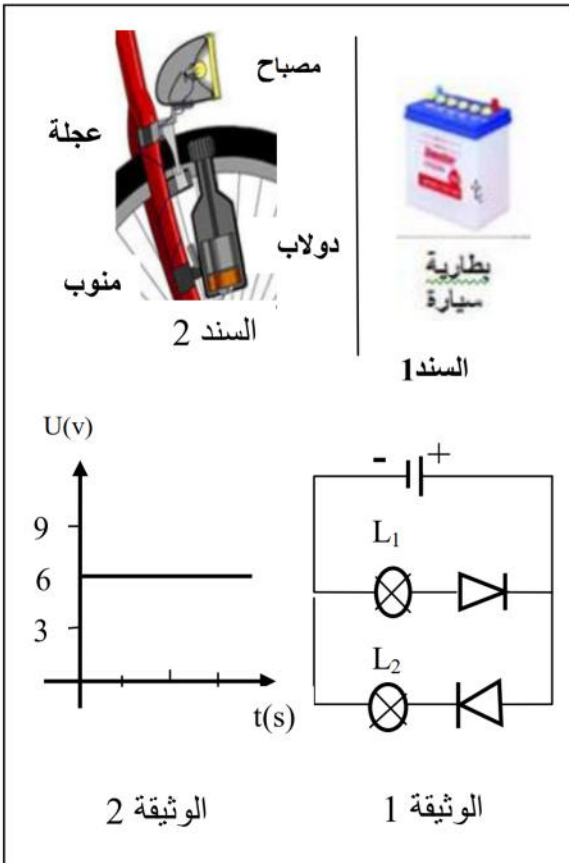 مصباح
عجلة
دولاب
منوب
السند 2
بطارية
سيارة
السند1
U(v)
9
6
3
t(s)
- +
L₁
L₂
الوثيقة 2
الوثيقة 1